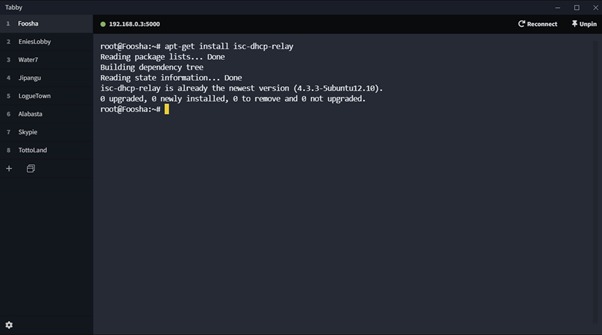 Tabby
1 Foosha
2 EniesLobby
3 Water7
4 Jipangu
5 LogueTown
6 Alabasta
7 Skypie
8 TottoLand
192.168.0.3:5000
Reconnect
Pin
root@Foosha:~# apt-get install isc-dhcp-relay
Reading package lists... Done
Building dependency tree
Reading state information... Done
isc-dhcp-relay is already the newest version (4.3.3-5ubuntu12.10).
0 upgraded, 0 newly installed, 0 to remove and 0 not upgraded.
root@Foosha:~#